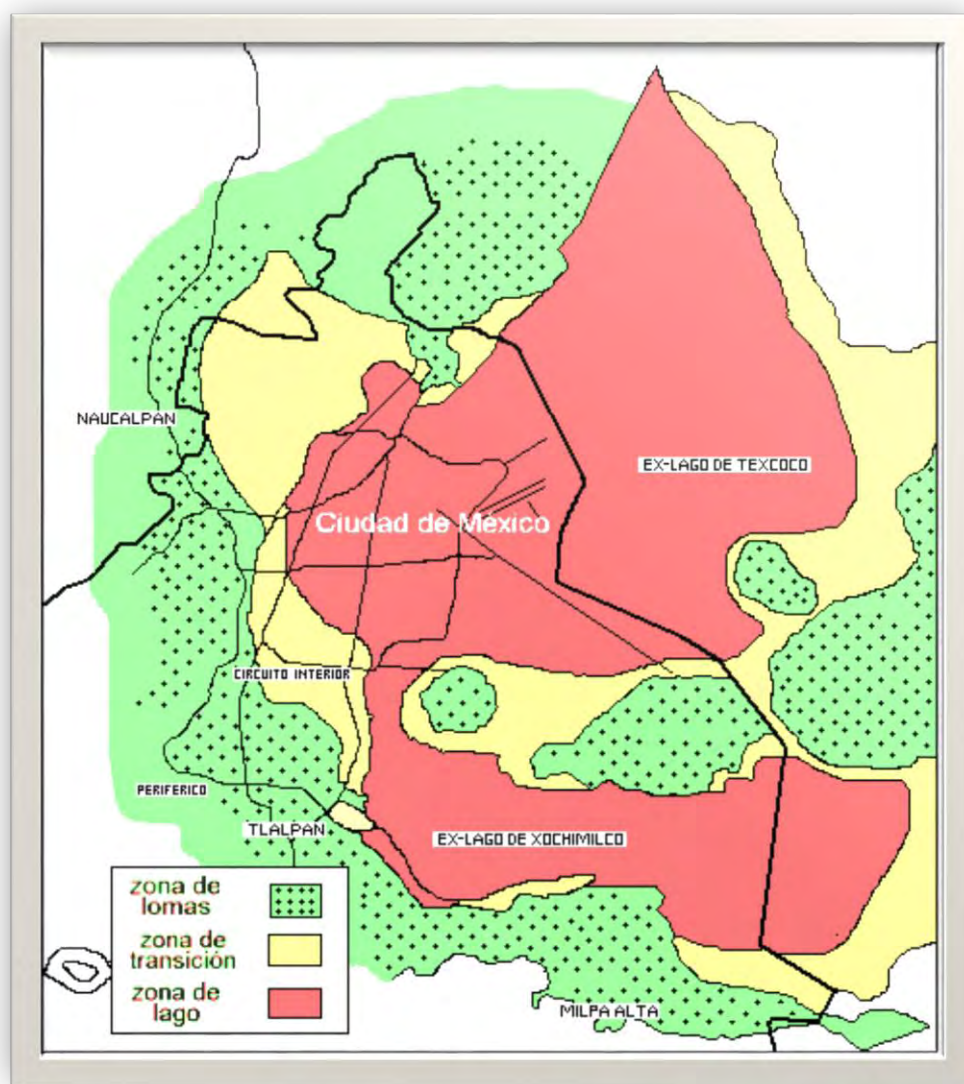 NAUCALPAN
EX-LAGO DE TEXCOCO
Ciudad de México
CIRCUITO INTERIOR
PERIFERICO
TLALPAN
EX-LAGO DE XOCHIMILCO
zona de
lomas
zona de
transición
zona de
lago
MILPA ALTA